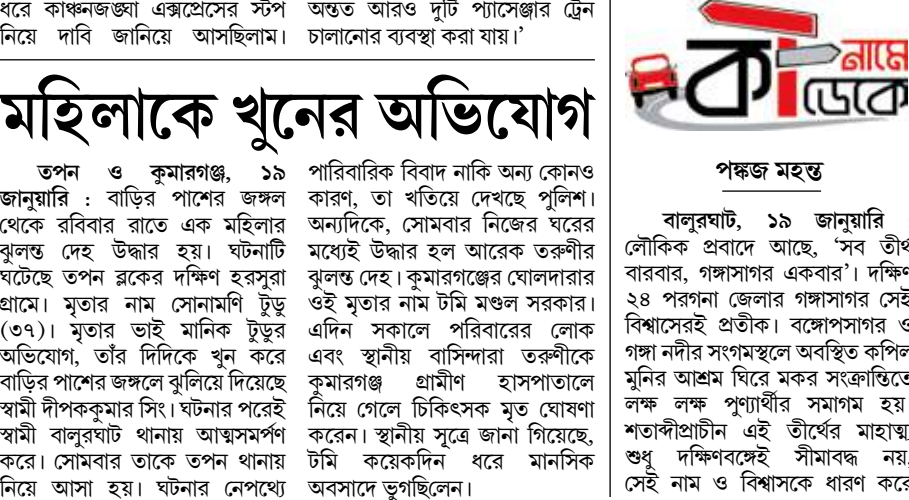 ধরে কাঞ্চনজঙ্ঘা এক্সপ্রেসের স্টপ
নিয়ে দাবি জানিয়ে আসছিলাম।
অন্তত আরও দুটি প্যাসেঞ্জার ট্রেন
চালানোর ব্যবস্থা করা যায়।’
মহিলাকে খুনের অভিযোগ
তপন ও কুমারগঞ্জ, ১৯
জানুয়ারি : বাড়ির পাশের জঙ্গল
থেকে রবিবার রাতে এক মহিলার
ঝুলন্ত দেহ উদ্ধার হয়। ঘটনাটি
ঘটেছে তপন ব্লকের দক্ষিণ হরসুরা
গ্রামে। মৃতার নাম সোনামণি টুডু
(৩৭)। মৃতার ভাই মানিক টুডুর
অভিযোগ, তাঁর দিদিকে খুন করে
বাড়ির পাশের জঙ্গলে ঝুলিয়ে দিয়েছে
স্বামী দীপককুমার সিং। ঘটনার পরেই
স্বামী বালুরঘাট থানায় আত্মসমর্পণ
করে। সোমবার তাকে তপন থানায়
নিয়ে আসা হয়। ঘটনার নেপথ্যে
পারিবারিক বিবাদ নাকি অন্য কোনও
কারণ, তা খতিয়ে দেখছে পুলিশ।
অন্যদিকে, সোমবার নিজের ঘরের
মধ্যেই উদ্ধার হল আরেক তরুণীর
ঝুলন্ত দেহ। কুমারগঞ্জের ঘোলদারার
ওই মৃতার নাম টমি মণ্ডল সরকার।
এদিন সকালে পরিবারের লোক
এবং স্থানীয় বাসিন্দারা তরুণীকে
কুমারগঞ্জ গ্রামীণ হাসপাতালে
নিয়ে গেলে চিকিৎসক মৃত ঘোষণা
করেন। স্থানীয় সূত্রে জানা গিয়েছে,
টমি কয়েকদিন ধরে মানসিক
অবসাদে ভুগছিলেন।
কী নামে
ডেকে
পঙ্কজ মহন্ত
বালুরঘাট, ১৯ জানুয়ারি
লৌকিক প্রবাদে আছে, ‘সব তীর্থ
বারবার, গঙ্গাসাগর একবার’। দক্ষিণ
২৪ পরগনা জেলার গঙ্গাসাগর সেই
বিশ্বাসেরই প্রতীক। বঙ্গোপসাগর ও
গঙ্গা নদীর সংগমস্থলে অবস্থিত কপিল
মুনির আশ্রম ঘিরে মকর সংক্রান্তিতে
লক্ষ লক্ষ পুণ্যার্থীর সমাগম হয়
শতাব্দীপ্রাচীন এই তীর্থের মাহাত্ম্য
শুধু দক্ষিণবঙ্গেই সীমাবদ্ধ নয়,
সেই নাম ও বিশ্বাসকে ধারণ করে